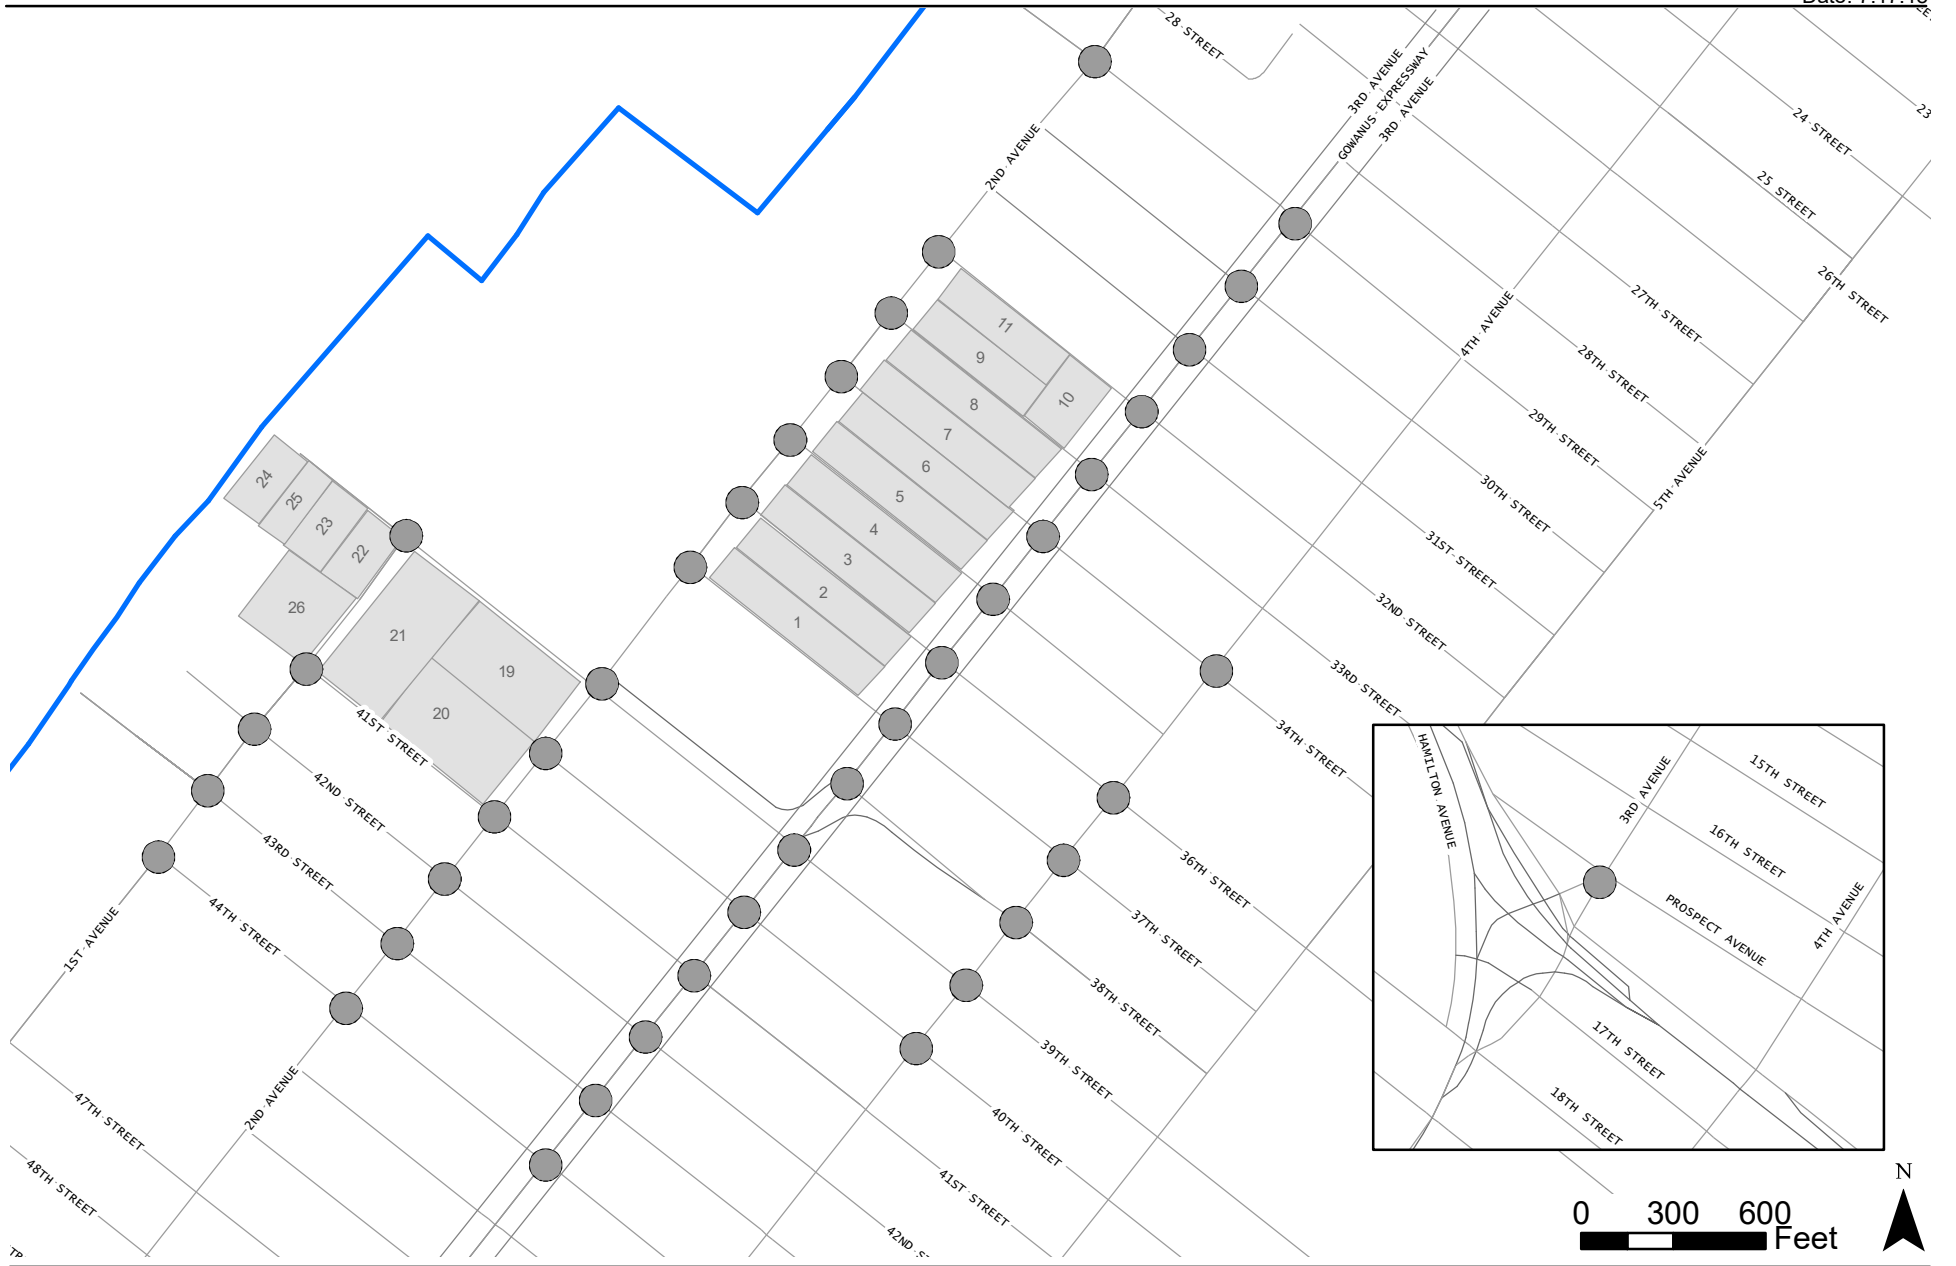 28 STREET
3RD AVENUE
GOWANUS EXPRESSWAY
3RD AVENUE
23
24 STREET
2ND AVENUE
25 STREET
26TH STREET
27TH STREET
4TH AVENUE
28TH STREET
11
9
10
8
7
6
5
4
3
2
1
29TH STREET
5TH AVENUE
30TH STREET
31ST STREET
32ND STREET
33RD STREET
34TH STREET
24
25
23
22
26
21
19
20
41ST STREET
42ND STREET
43RD STREET
44TH STREET
1ST AVENUE
2ND AVENUE
47TH STREET
48TH STREET
36TH STREET
37TH STREET
38TH STREET
39TH STREET
40TH STREET
41ST STREET
42ND
HAMILTON AVENUE
3RD AVENUE
15TH STREET
16TH STREET
PROSPECT AVENUE
4TH AVENUE
17TH STREET
18TH STREET
N
0 300 600
Feet